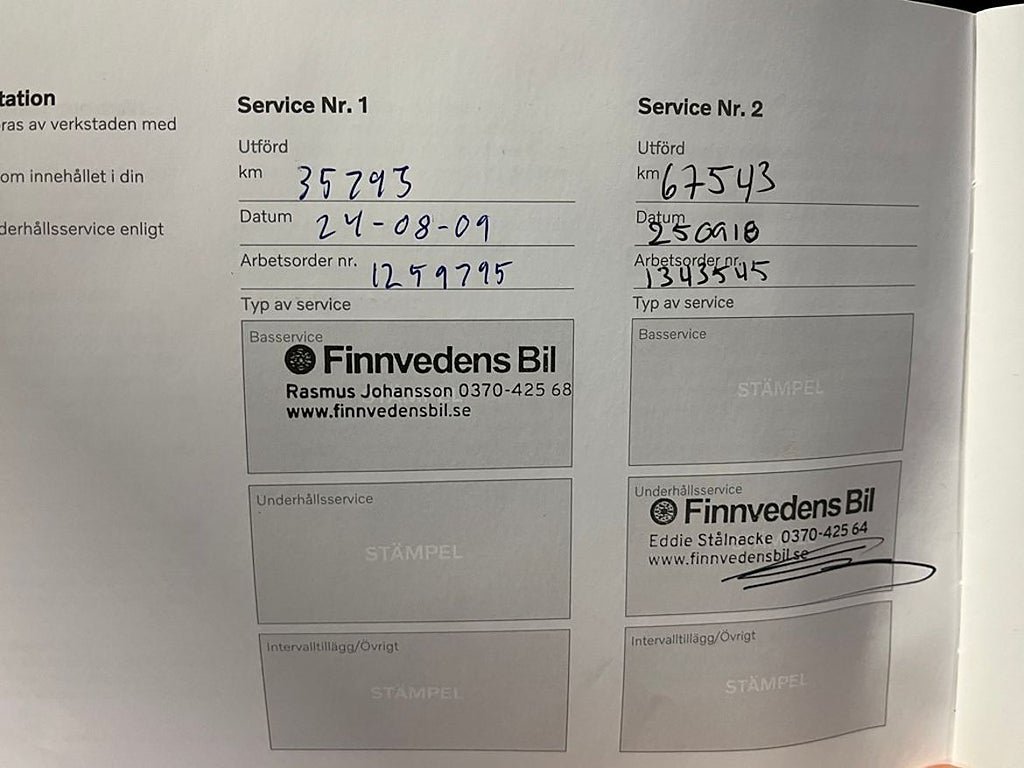 tation
ras av verkstaden med
om innehållet i din
derhållsservice enligt
Service Nr. 1
Utförd
km 35793
Datum 24-08-09
Arbetsorder nr. 1259795
Typ av service
Basservice
Finnvedens Bil
Rasmus Johansson 0370-425 68
www.finnvedensbil.se
Underhållsservice
STÄMPEL
Intervalltillägg/Övrigt
STÄMPEL
Service Nr. 2
Utförd
km 67543
Datum 250918
Arbetsorder nr. 1343545
Typ av service
Basservice
STÄMPEL
Underhållsservice
Finnvedens Bil
Eddie Stålnacke 0370-425 64
www.finnvedensbil.se
Intervalltillägg/Övrigt
STÄMPEL